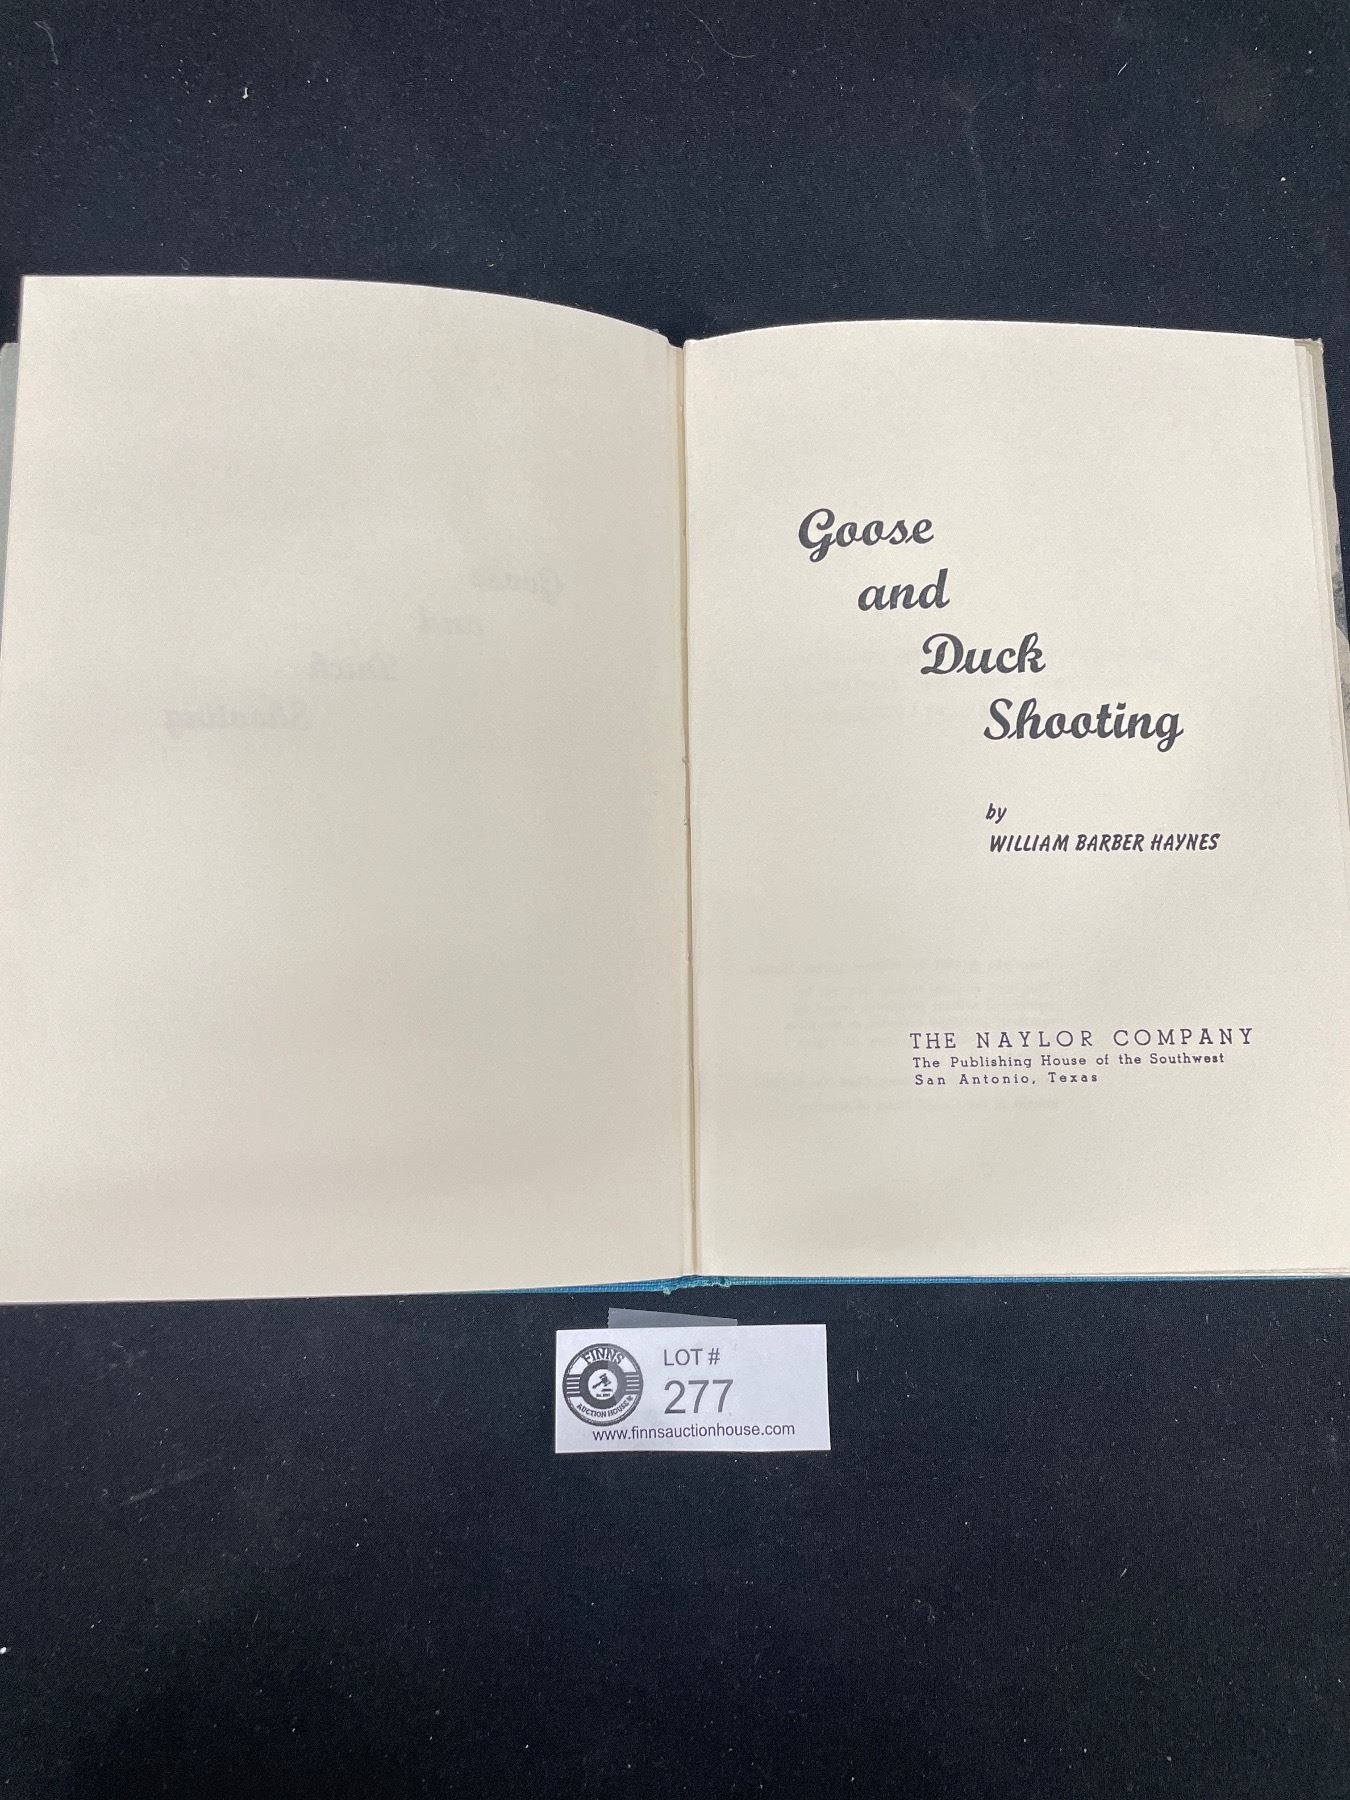 Goose
and
Duck
Shooting
by
WILLIAM BARBER HAYNES
THE NAYLOR COMPANY
The Publishing House of the Southwest
San Antonio, Texas
FINNS
AUCTION HOUSE
LOT #
277
www.finnsauctionhouse.com